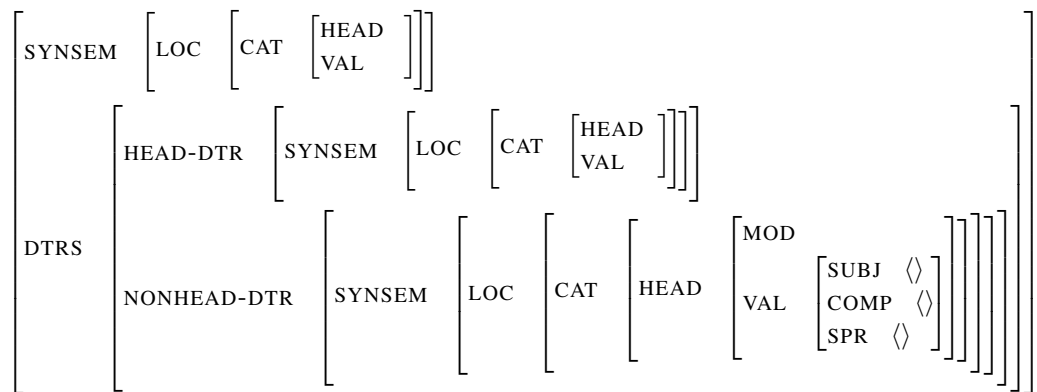 SYNSEM LOC CAT HEAD
VAL
HEAD-DTR SYNSEM LOC CAT HEAD
VAL
DTRS
NONHEAD-DTR SYNSEM LOC CAT HEAD MOD
VAL SUBJ ⟨⟩
COMP ⟨⟩
SPR ⟨⟩